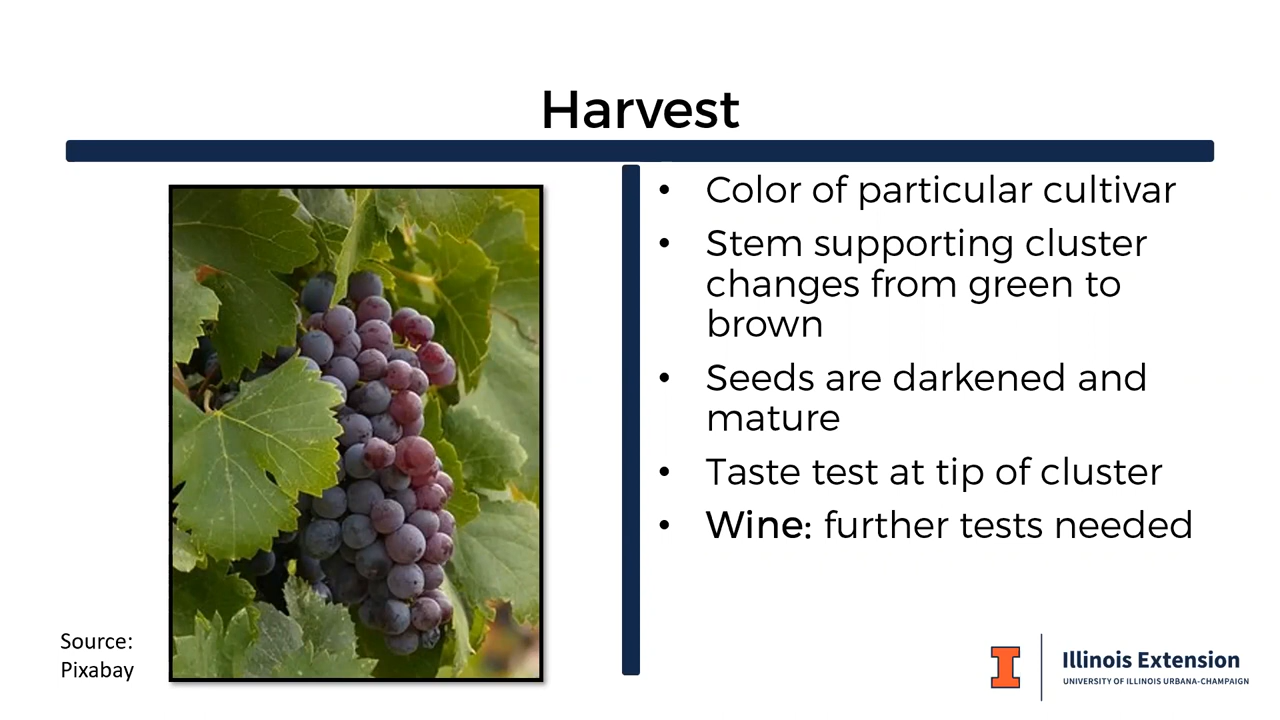 Harvest
• Color of particular cultivar
• Stem supporting cluster
changes from green to
brown
• Seeds are darkened and
mature
• Taste test at tip of cluster
• Wine: further tests needed
Source:
Pixabay
Illinois Extension
UNIVERSITY OF ILLINOIS URBANA-CHAMPAIGN